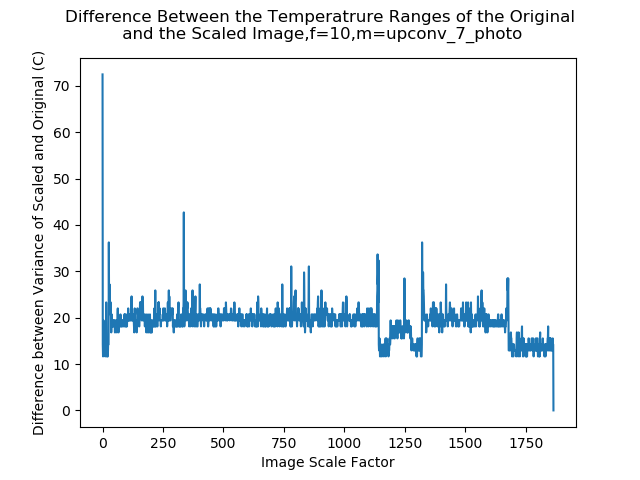 Difference Between the Temperatrure Ranges of the Original
and the Scaled Image,f=10,m=upconv_7_photo
Difference between Variance of Scaled and Original (C)
70
60
50
40
30
20
10
0
0 250 500 750 1000 1250 1500 1750
Image Scale Factor